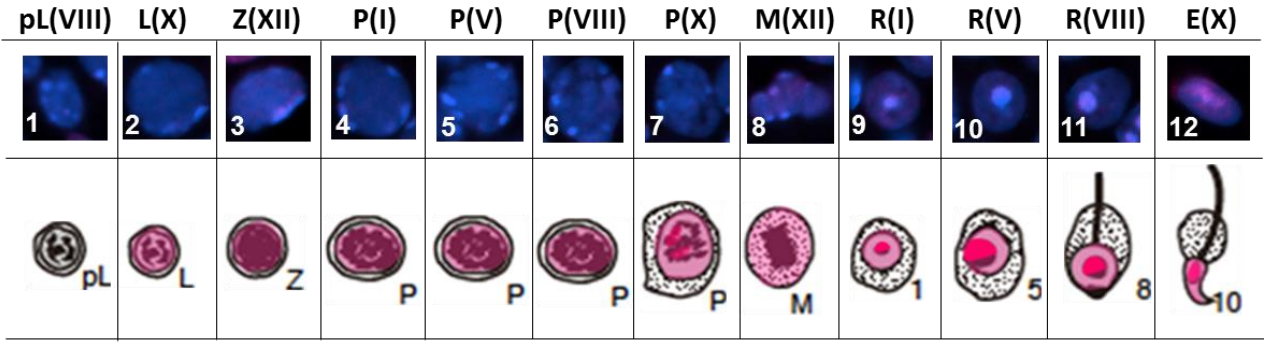 pL(VIII) L(X) Z(XII) P(I) P(V) P(VIII) P(X) M(XII) R(I) R(V) R(VIII) E(X)
1 2 3 4 5 6 7 8 9 10 11 12
pL L Z P P P P M 1 5 8 10